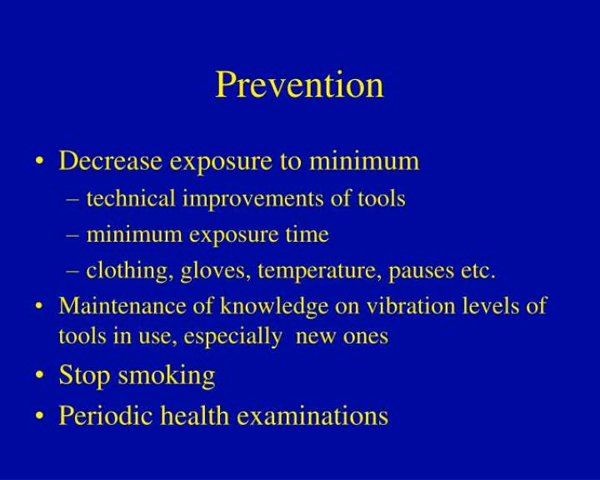 Prevention
• Decrease exposure to minimum
– technical improvements of tools
– minimum exposure time
– clothing, gloves, temperature, pauses etc.
• Maintenance of knowledge on vibration levels of
tools in use, especially  new ones
• Stop smoking
• Periodic health examinations